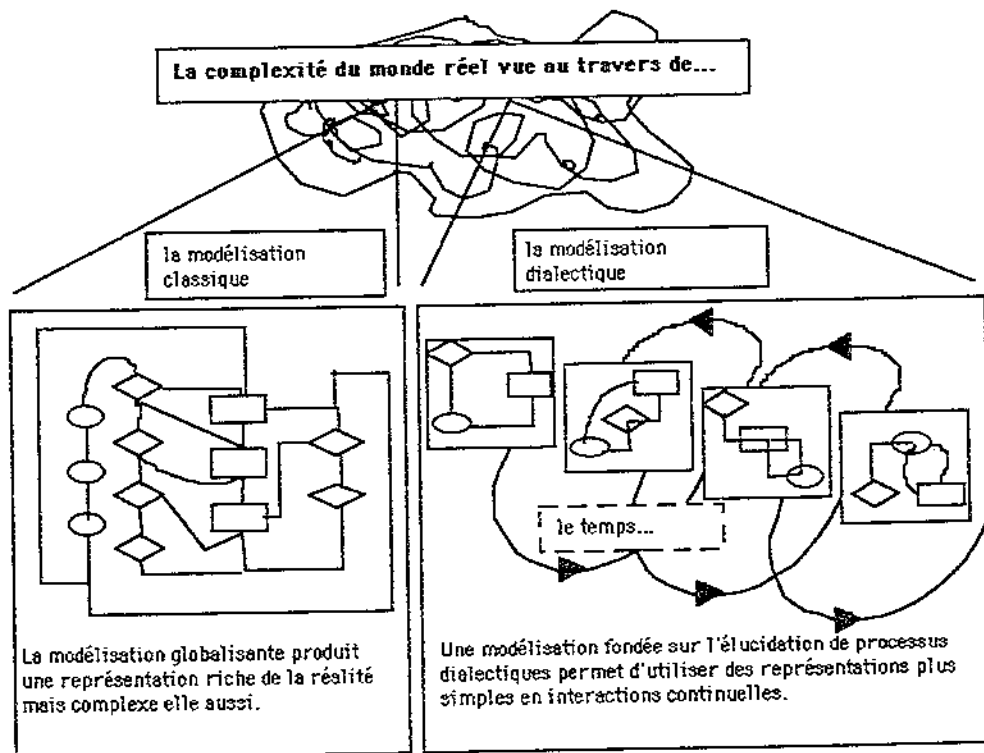 La complexité du monde réel vue au travers de...
la modélisation
classique
la modélisation
dialectique
le temps...
La modélisation globalisante produit
une représentation riche de la réalité
mais complexe elle aussi.
Une modélisation fondée sur l'élucidation de processus
dialectiques permet d'utiliser des représentations plus
simples en interactions continuelles.